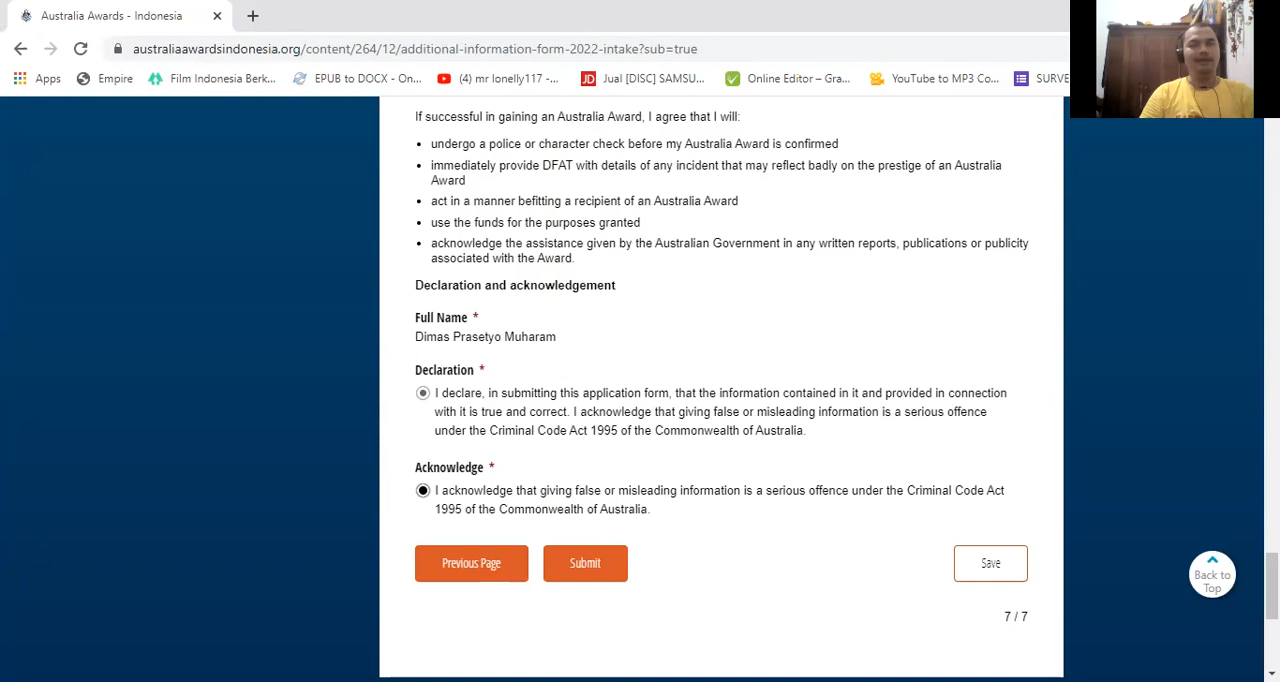 Australia Awards - Indonesia
australiaawardsindonesia.org/content/264/12/additional-information-form-2022-intake?sub=true
Apps Empire Film Indonesia Berk... EPUB to DOCX - On... (4) mr lonelly117 -... JD Jual [DISC] SAMSU... Online Editor – Gra... YouTube to MP3 Co... SURVE
If successful in gaining an Australia Award, I agree that I will:
• undergo a police or character check before my Australia Award is confirmed
• immediately provide DFAT with details of any incident that may reflect badly on the prestige of an Australia
Award
• act in a manner befitting a recipient of an Australia Award
• use the funds for the purposes granted
• acknowledge the assistance given by the Australian Government in any written reports, publications or publicity
associated with the Award.
Declaration and acknowledgement
Full Name *
Dimas Prasetyo Muharam
Declaration *
I declare, in submitting this application form, that the information contained in it and provided in connection
with it is true and correct. I acknowledge that giving false or misleading information is a serious offence
under the Criminal Code Act 1995 of the Commonwealth of Australia.
Acknowledge *
I acknowledge that giving false or misleading information is a serious offence under the Criminal Code Act
1995 of the Commonwealth of Australia.
Previous Page Submit Save
Back to
Top
7 / 7